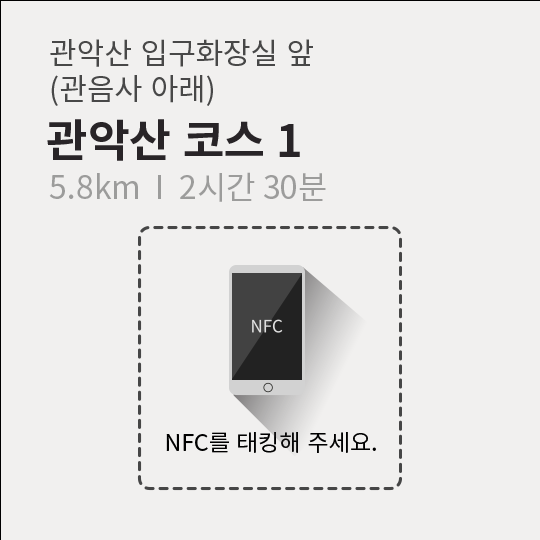 관악산 입구화장실 앞
(관음사 아래)
관악산 코스 1
5.8km ㅣ 2시간 30분
NFC
NFC를 태킹해 주세요.